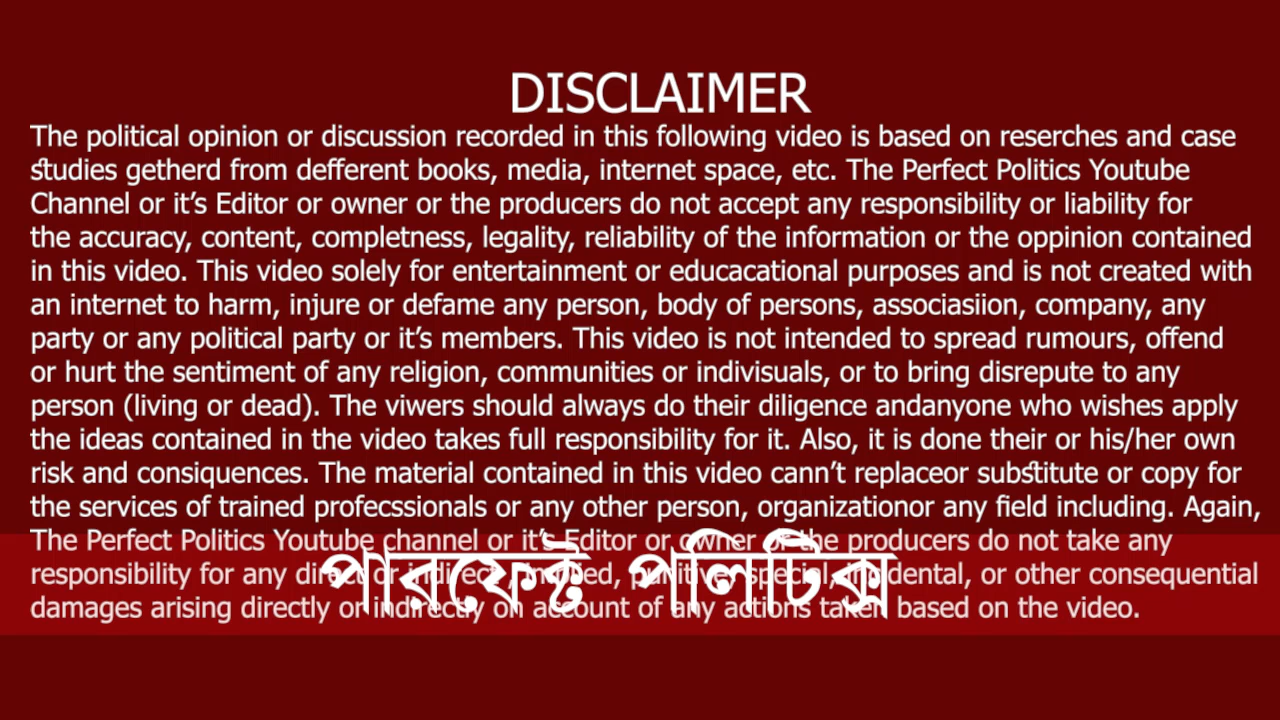 DISCLAIMER
The political opinion or discussion recorded in this following video is based on reserches and case
studies getherd from defferent books, media, internet space, etc. The Perfect Politics Youtube
Channel or it's Editor or owner or the producers do not accept any responsibility or liability for
the accuracy, content, completness, legality, reliability of the information or the oppinion contained
in this video. This video solely for entertainment or educacational purposes and is not created with
an internet to harm, injure or defame any person, body of persons, associasiion, company, any
party or any political party or it's members. This video is not intended to spread rumours, offend
or hurt the sentiment of any religion, communities or indivisuals, or to bring disrepute to any
person (living or dead). The viwers should always do their diligence andanyone who wishes apply
the ideas contained in the video takes full responsibility for it. Also, it is done their or his/her own
risk and consiquences. The material contained in this video cann't replaceor substitute or copy for
the services of trained profecssionals or any other person, organizationor any field including. Again,
The Perfect Politics Youtube channel or it's Editor or owner or the producers do not take any
responsibility for any direct or indirect, punitive, special, incidental, or other consequential
damages arising directly or indirectly on account of any actions taken based on the video.
পারফেক্ট পলিটিক্স